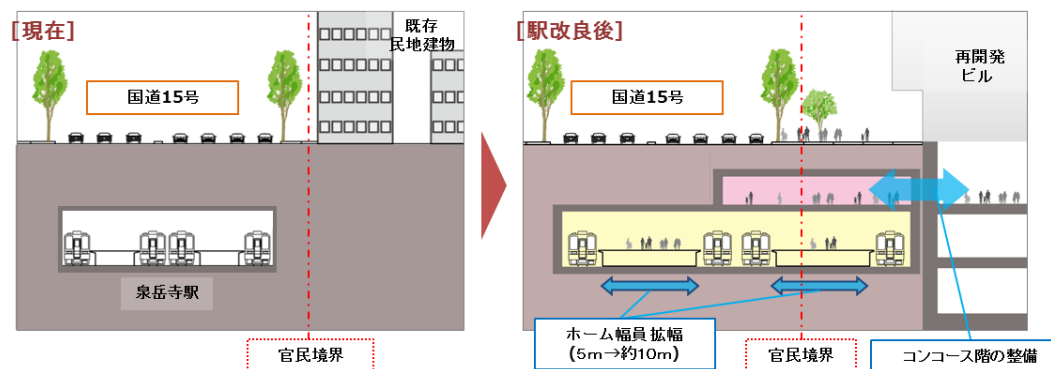 [現在]
既存
民地建物
国道15号
泉岳寺駅
官民境界
[駅改良後]
国道15号
再開発
ビル
ホーム幅員拡幅
(5m→約10m)
官民境界
コンコース階の整備